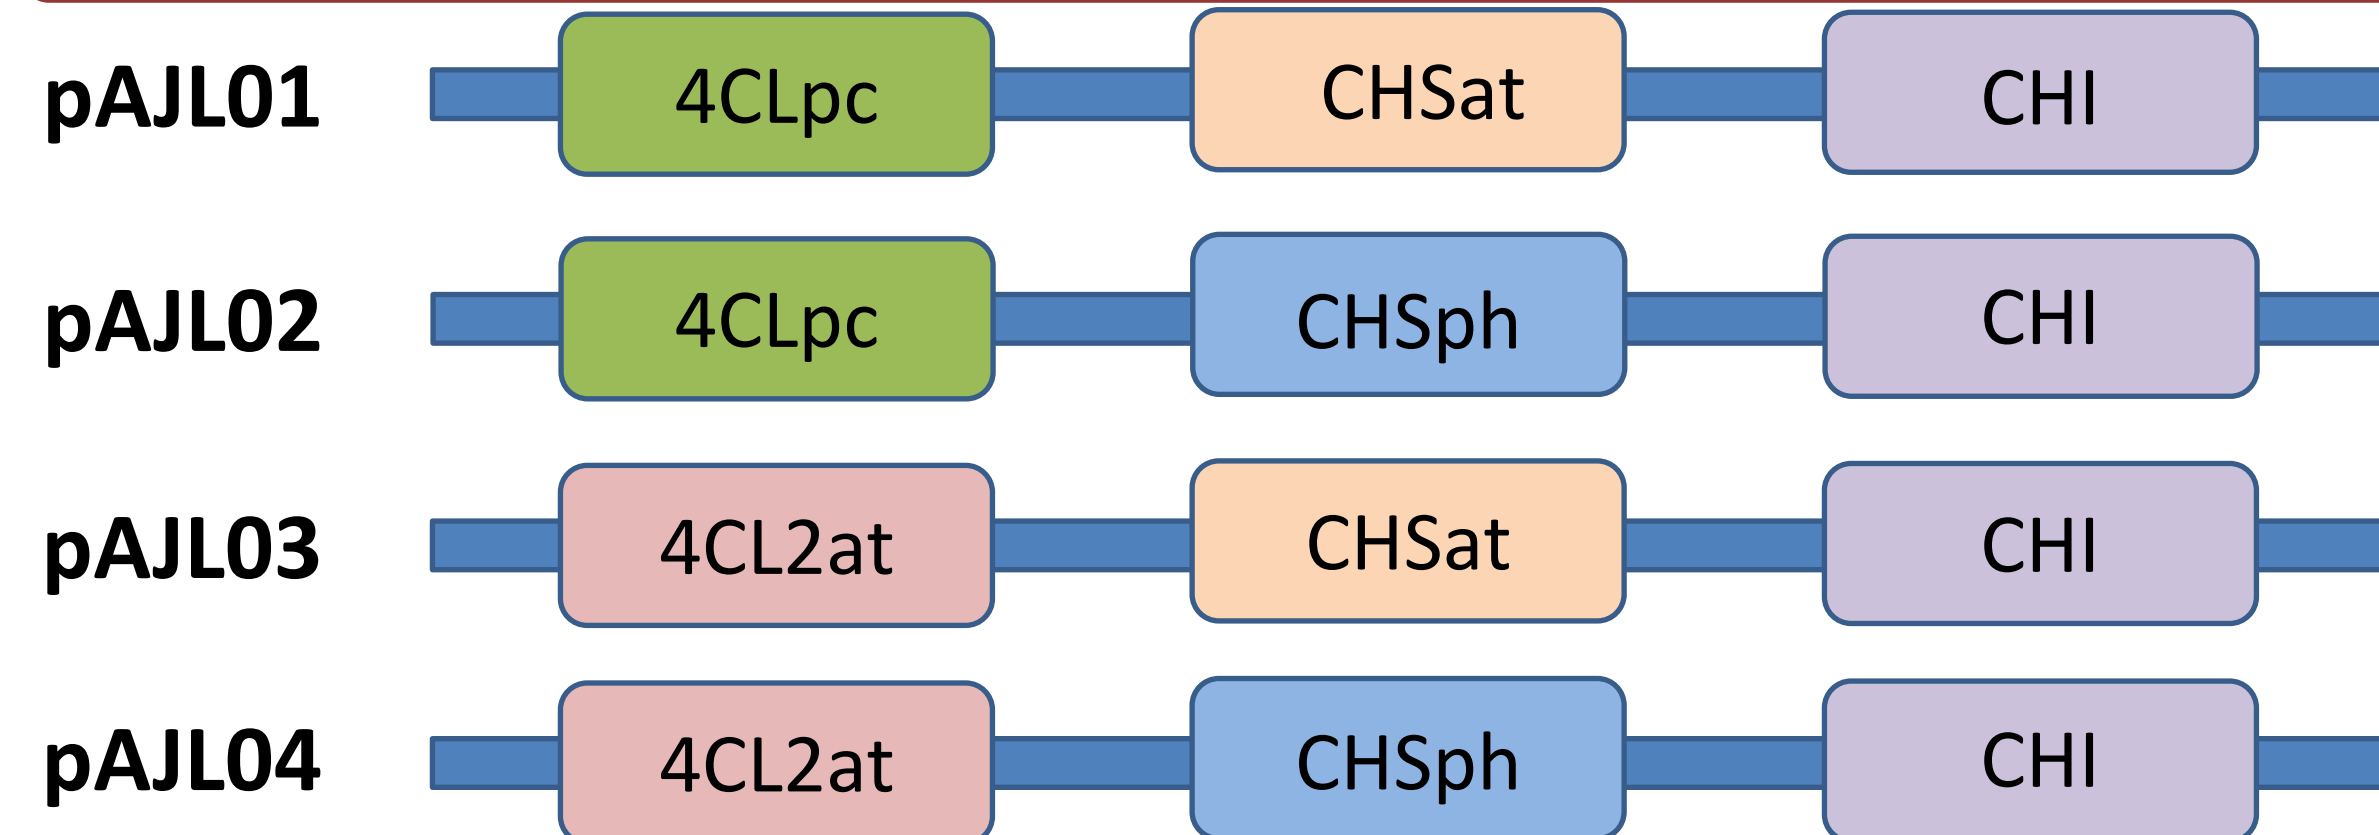 pAJL01 4CLpc CHSat CHI
pAJL02 4CLpc CHSph CHI
pAJL03 4CL2at CHSat CHI
pAJL04 4CL2at CHSph CHI